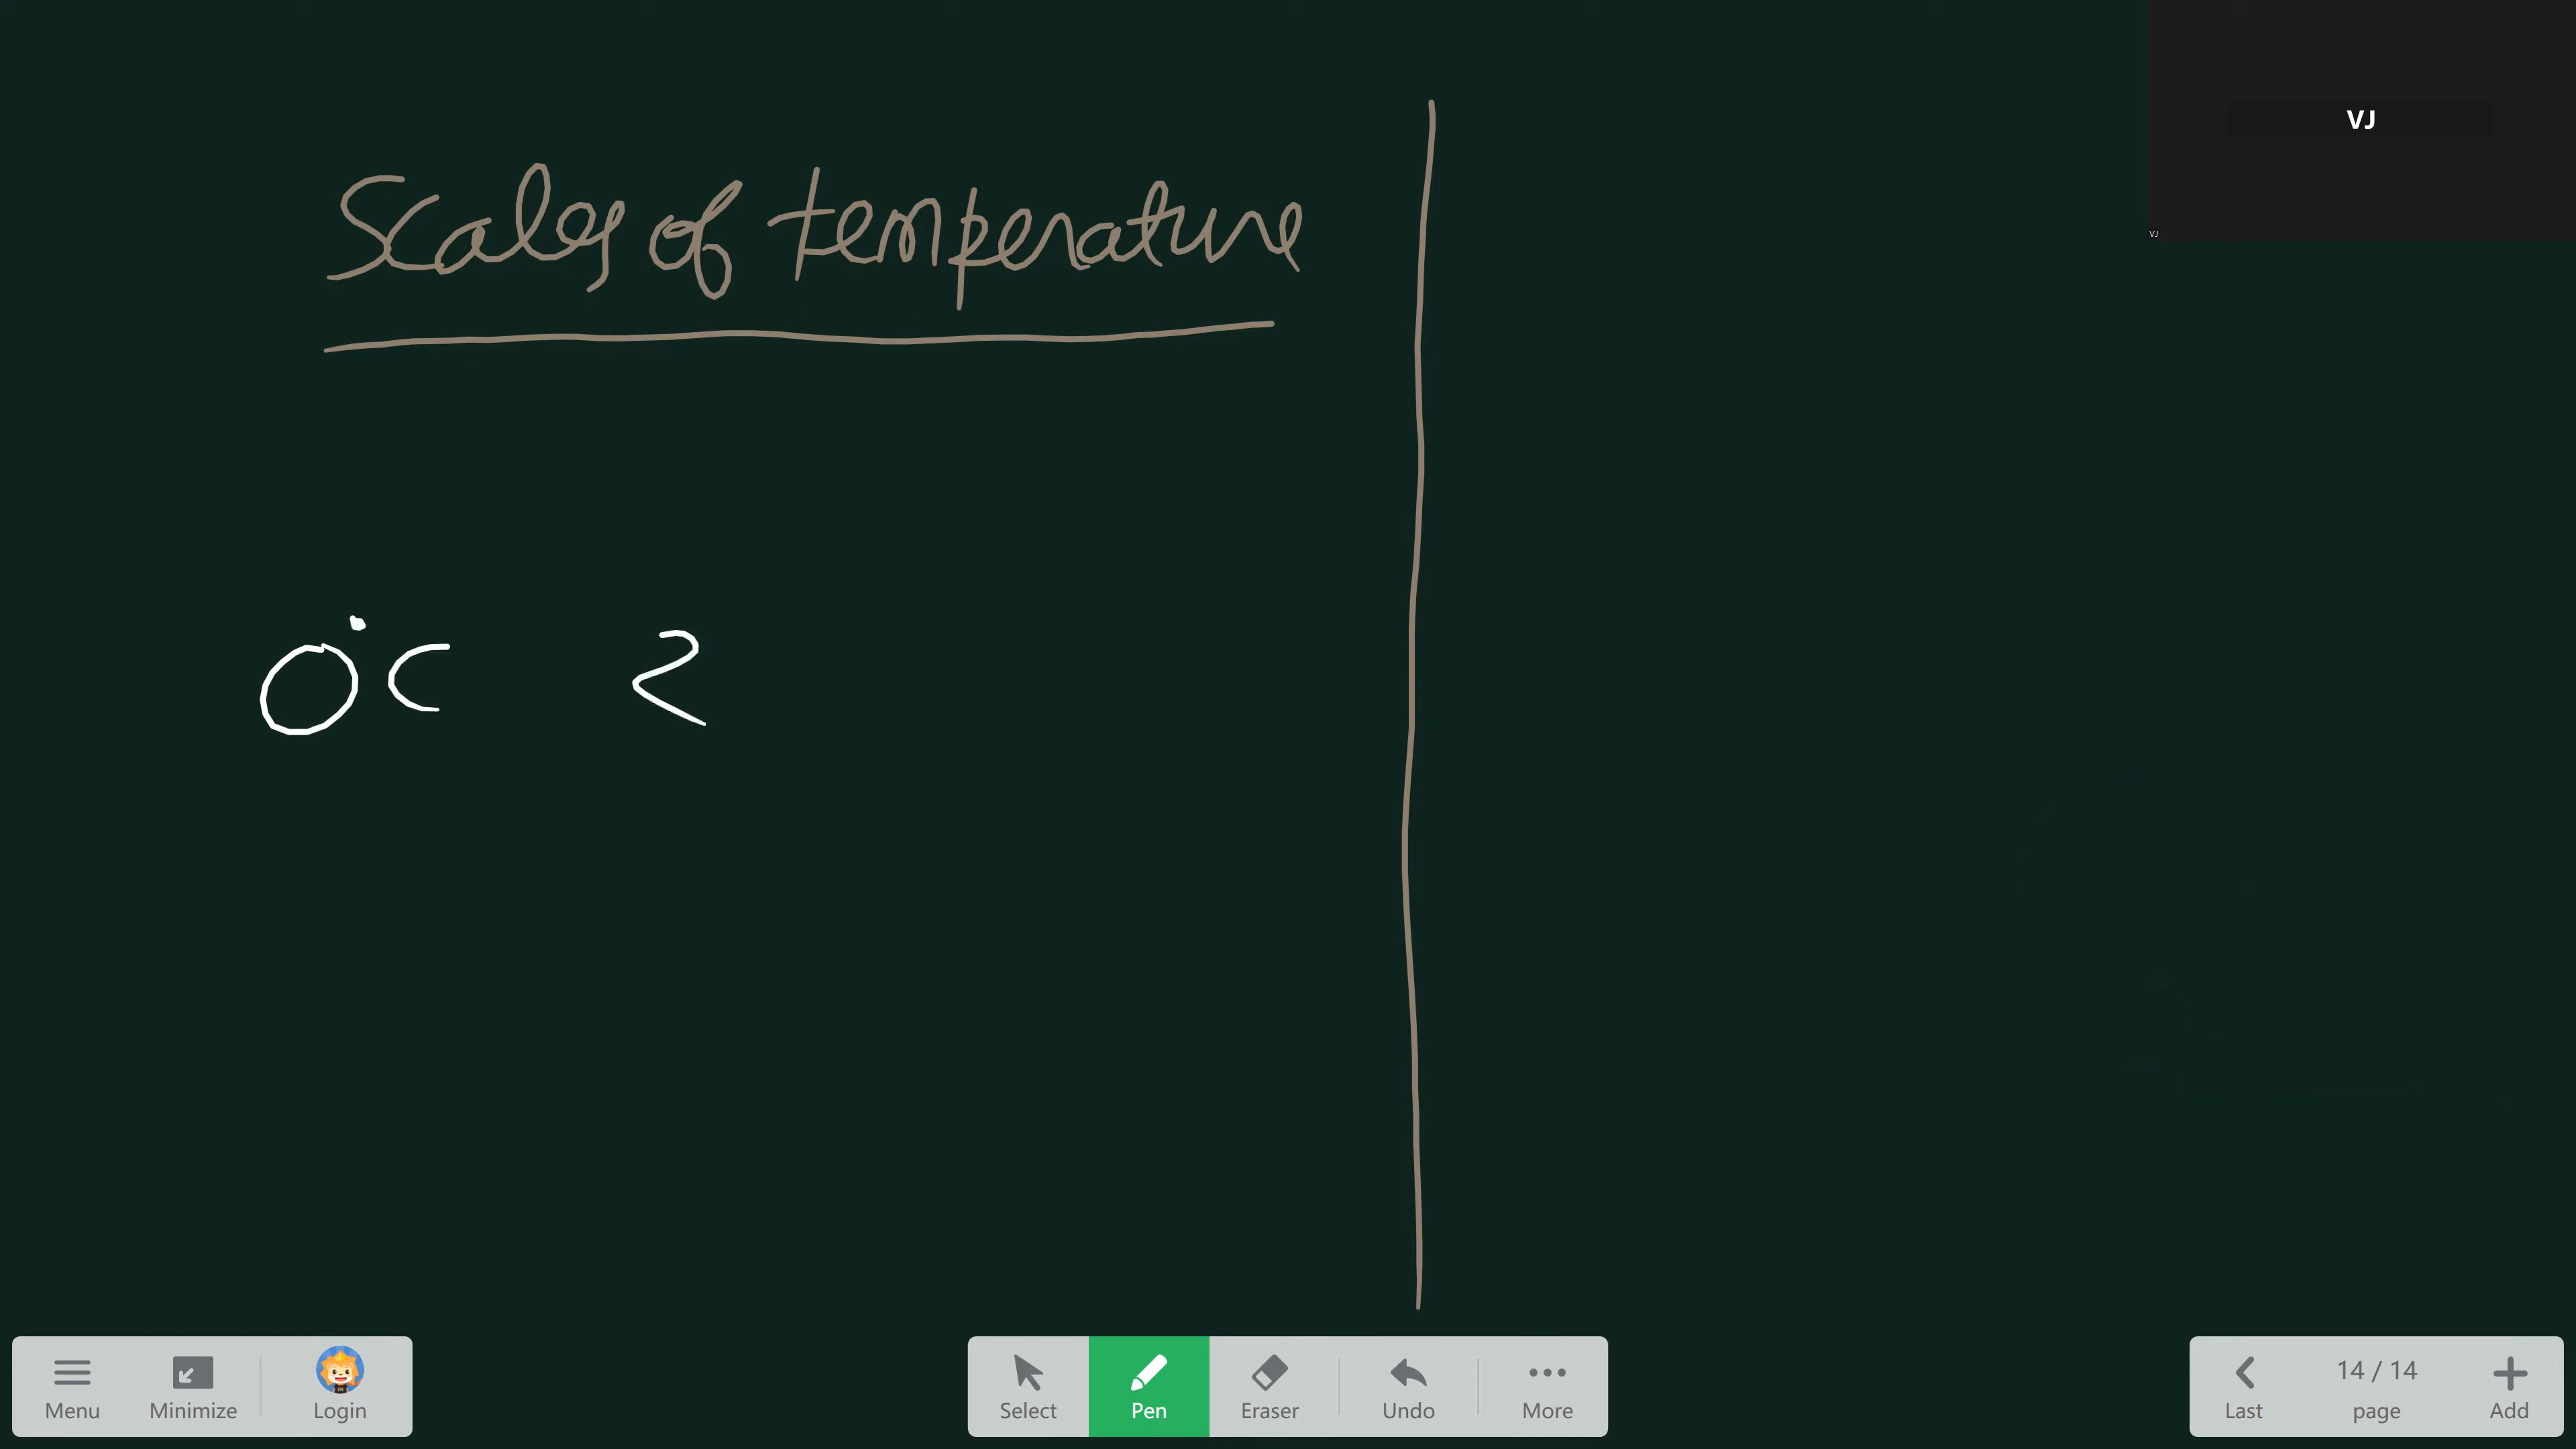 VJ
VJ
Scales of temperature
0°C 2
Menu Minimize Login Select Pen Eraser Undo More Last 14 / 14 page Add